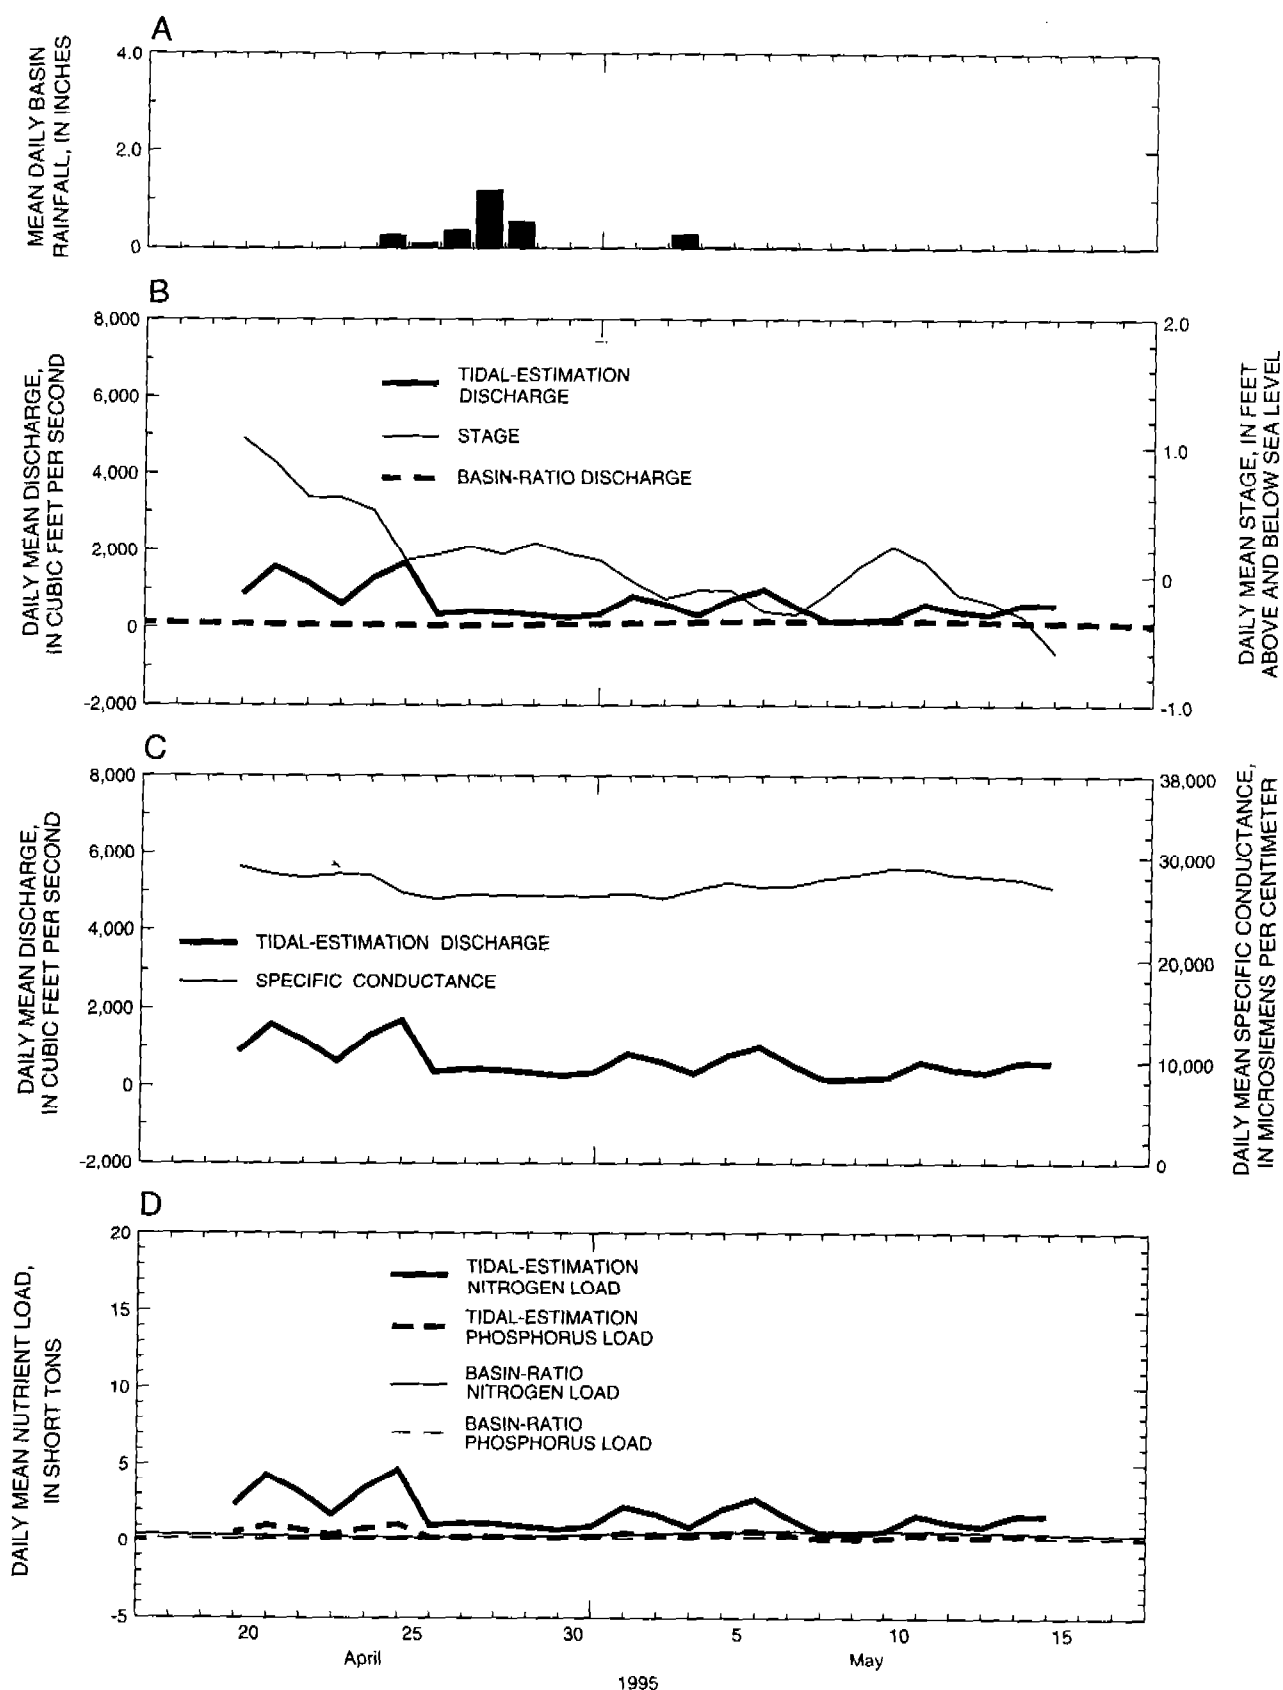 A
MEAN DAILY BASIN
RAINFALL, IN INCHES
4.0
2.0
0
B
DAILY MEAN DISCHARGE,
IN CUBIC FEET PER SECOND
8,000
6,000
4,000
2,000
0
-2,000
TIDAL-ESTIMATION
DISCHARGE
STAGE
BASIN-RATIO DISCHARGE
2.0
1.0
0
-1.0
DAILY MEAN STAGE, IN FEET
ABOVE AND BELOW SEA LEVEL
C
DAILY MEAN DISCHARGE,
IN CUBIC FEET PER SECOND
8,000
6,000
4,000
2,000
0
-2,000
TIDAL-ESTIMATION DISCHARGE
SPECIFIC CONDUCTANCE
38,000
30,000
20,000
10,000
0
DAILY MEAN SPECIFIC CONDUCTANCE,
IN MICROSIEMENS PER CENTIMETER
D
DAILY MEAN NUTRIENT LOAD,
IN SHORT TONS
20
15
10
5
0
-5
TIDAL-ESTIMATION
NITROGEN LOAD
TIDAL-ESTIMATION
PHOSPHORUS LOAD
BASIN-RATIO
NITROGEN LOAD
BASIN-RATIO
PHOSPHORUS LOAD
20 25 30 5 10 15
April May
1995